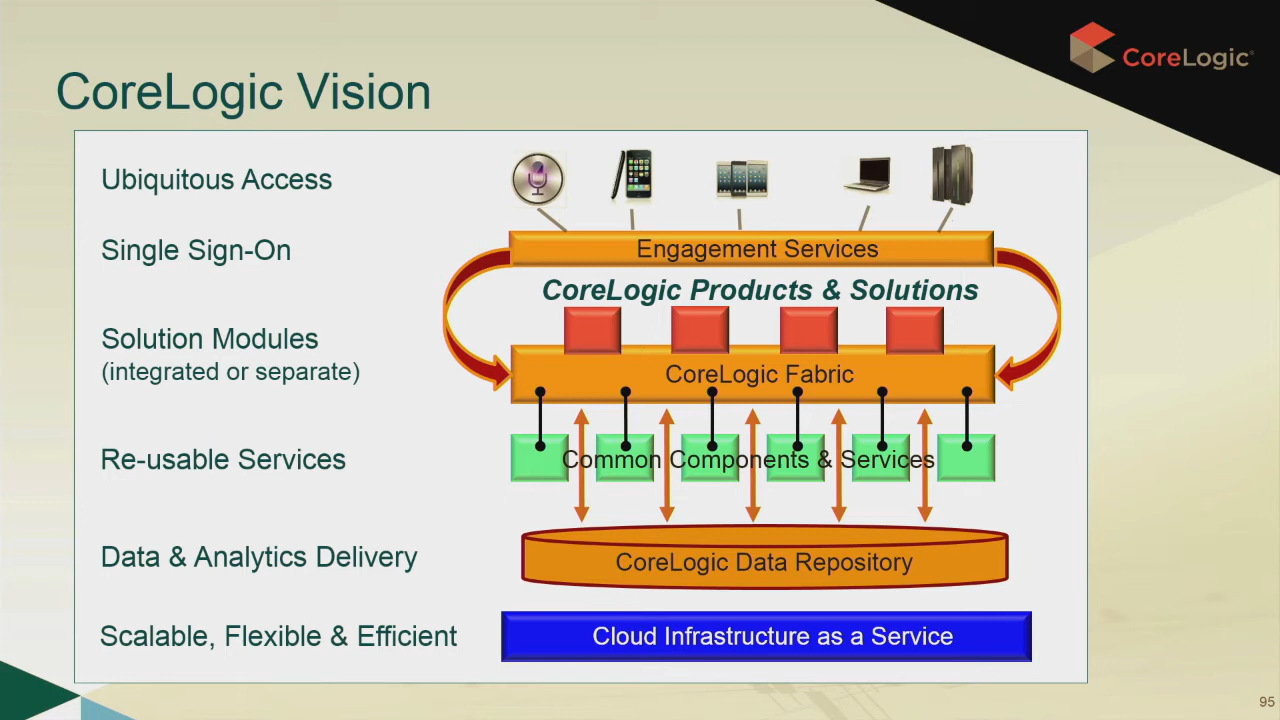 CoreLogic
CoreLogic Vision
Ubiquitous Access
Single Sign-On
Engagement Services
CoreLogic Products & Solutions
Solution Modules
(integrated or separate)
CoreLogic Fabric
Re-usable Services
Common Components & Services
Data & Analytics Delivery
CoreLogic Data Repository
Scalable, Flexible & Efficient
Cloud Infrastructure as a Service
95